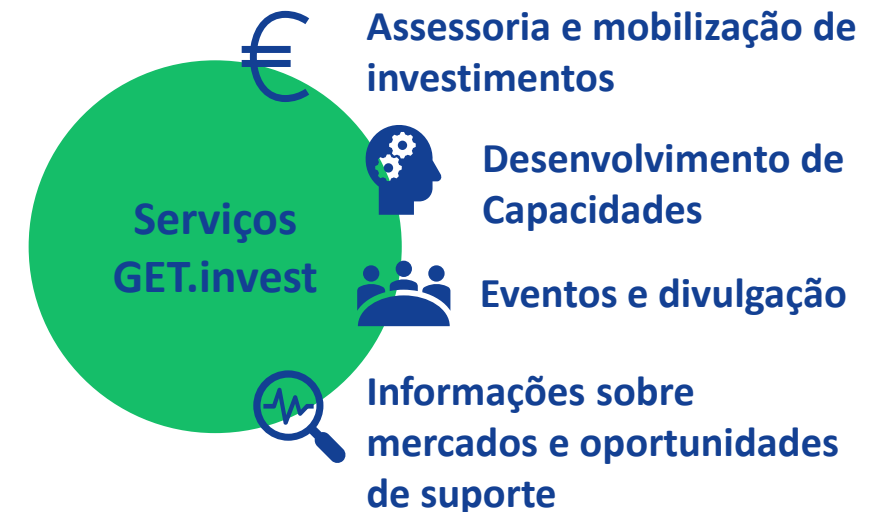 Assessoria e mobilização de
investimentos
Desenvolvimento de
Capacidades
Serviços
GET.invest
Eventos e divulgação
Informações sobre
mercados e oportunidades
de suporte